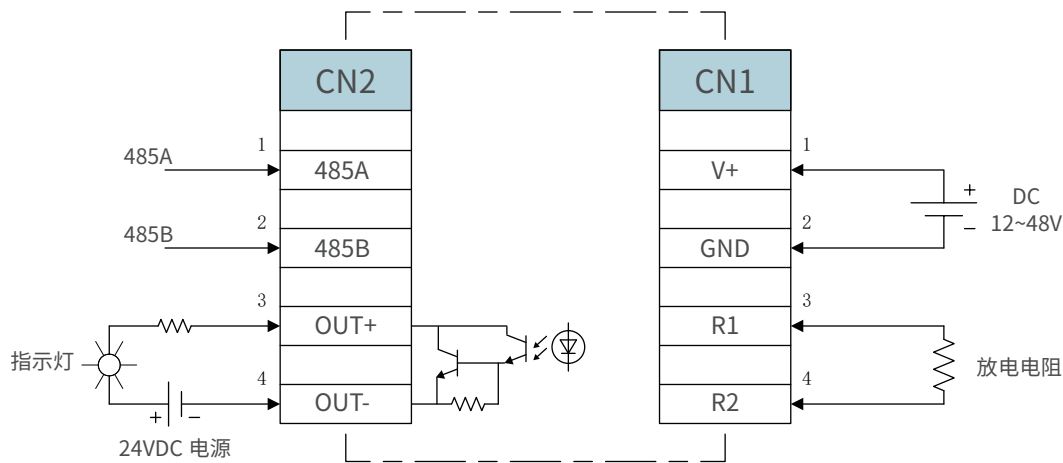 CN2
1
485A
485A
2
485B
485B
3
OUT+
指示灯
4
OUT-
+
−
24VDC 电源
CN1
1
V+
+
DC
12~48V
2
−
GND
3
R1
放电电阻
4
R2